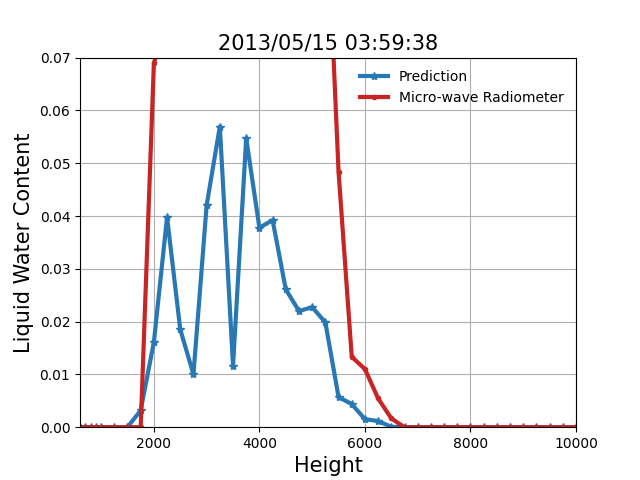 2013/05/15 03:59:38
Prediction
Micro-wave Radiometer
Liquid Water Content
0.07
0.06
0.05
0.04
0.03
0.02
0.01
0.00
2000 4000 6000 8000 10000
Height